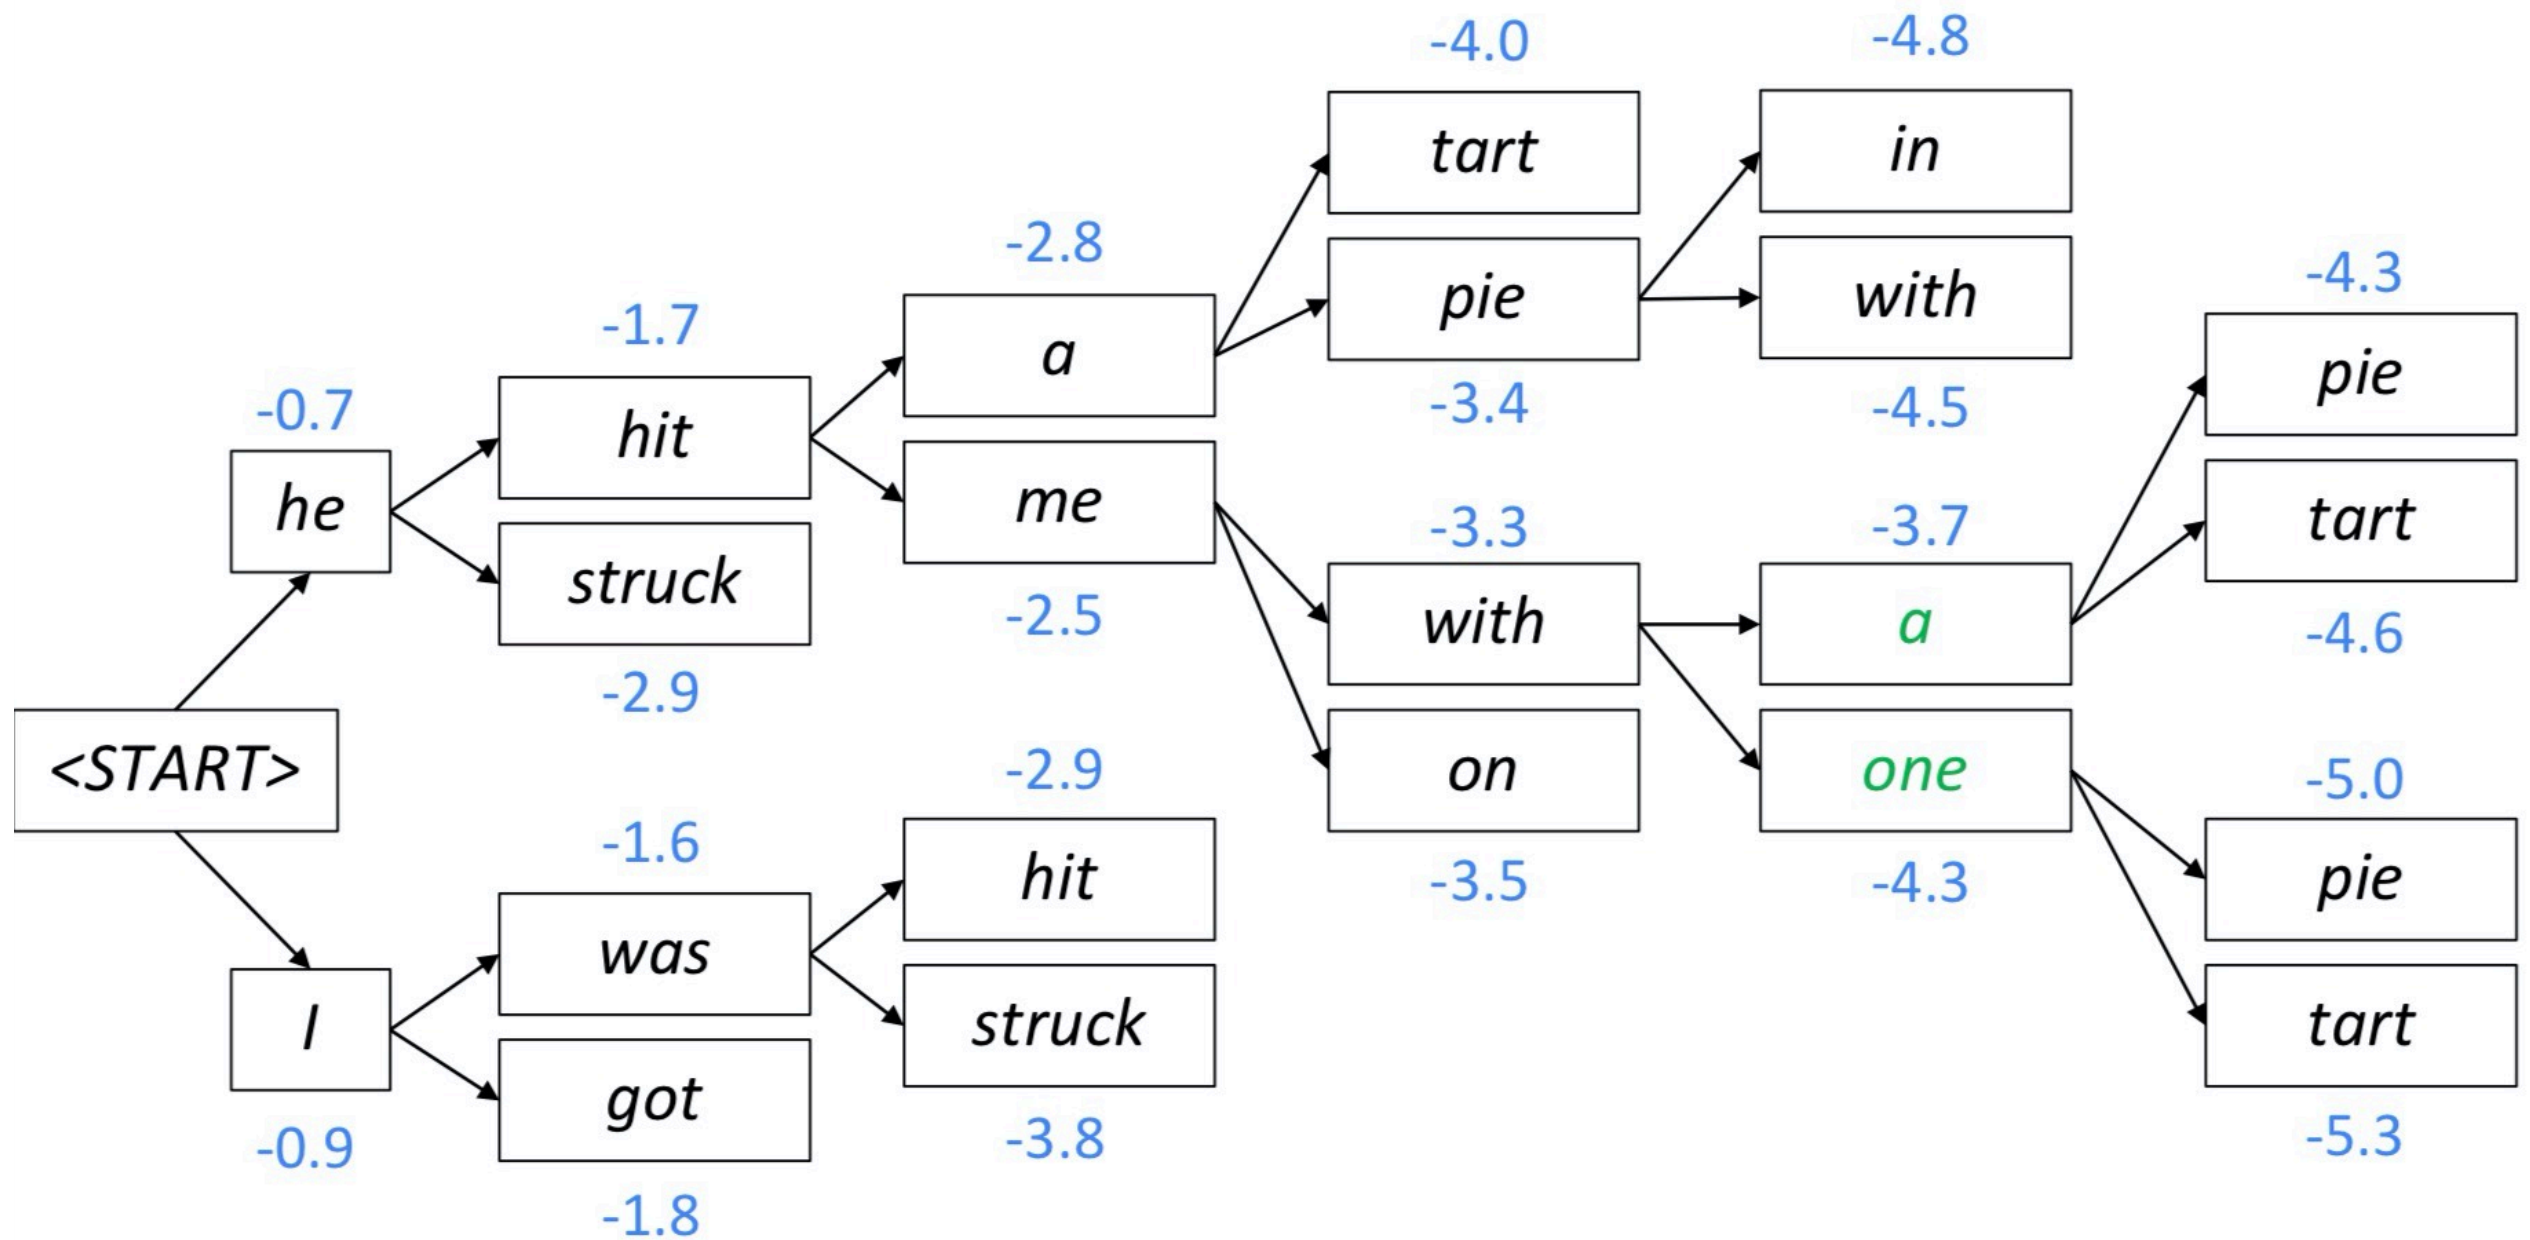 -4.0
-4.8
tart
in
-2.8
-4.3
pie
with
-1.7
a
pie
-0.7
-3.4
-4.5
hit
he
me
-3.3
-3.7
tart
struck
-2.5
with
a
-4.6
-2.9
<START>
-2.9
on
one
-5.0
-1.6
hit
-3.5
-4.3
pie
was
I
struck
tart
got
-0.9
-3.8
-5.3
-1.8